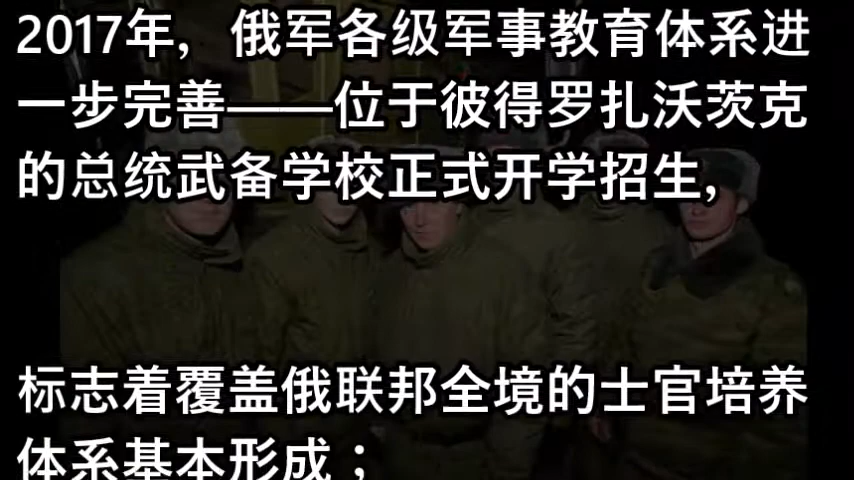 2017年，俄军各级军事教育体系进
一步完善——位于彼得罗扎沃茨克
的总统武备学校正式开学招生,
标志着覆盖俄联邦全境的士官培养
体系基本形成；